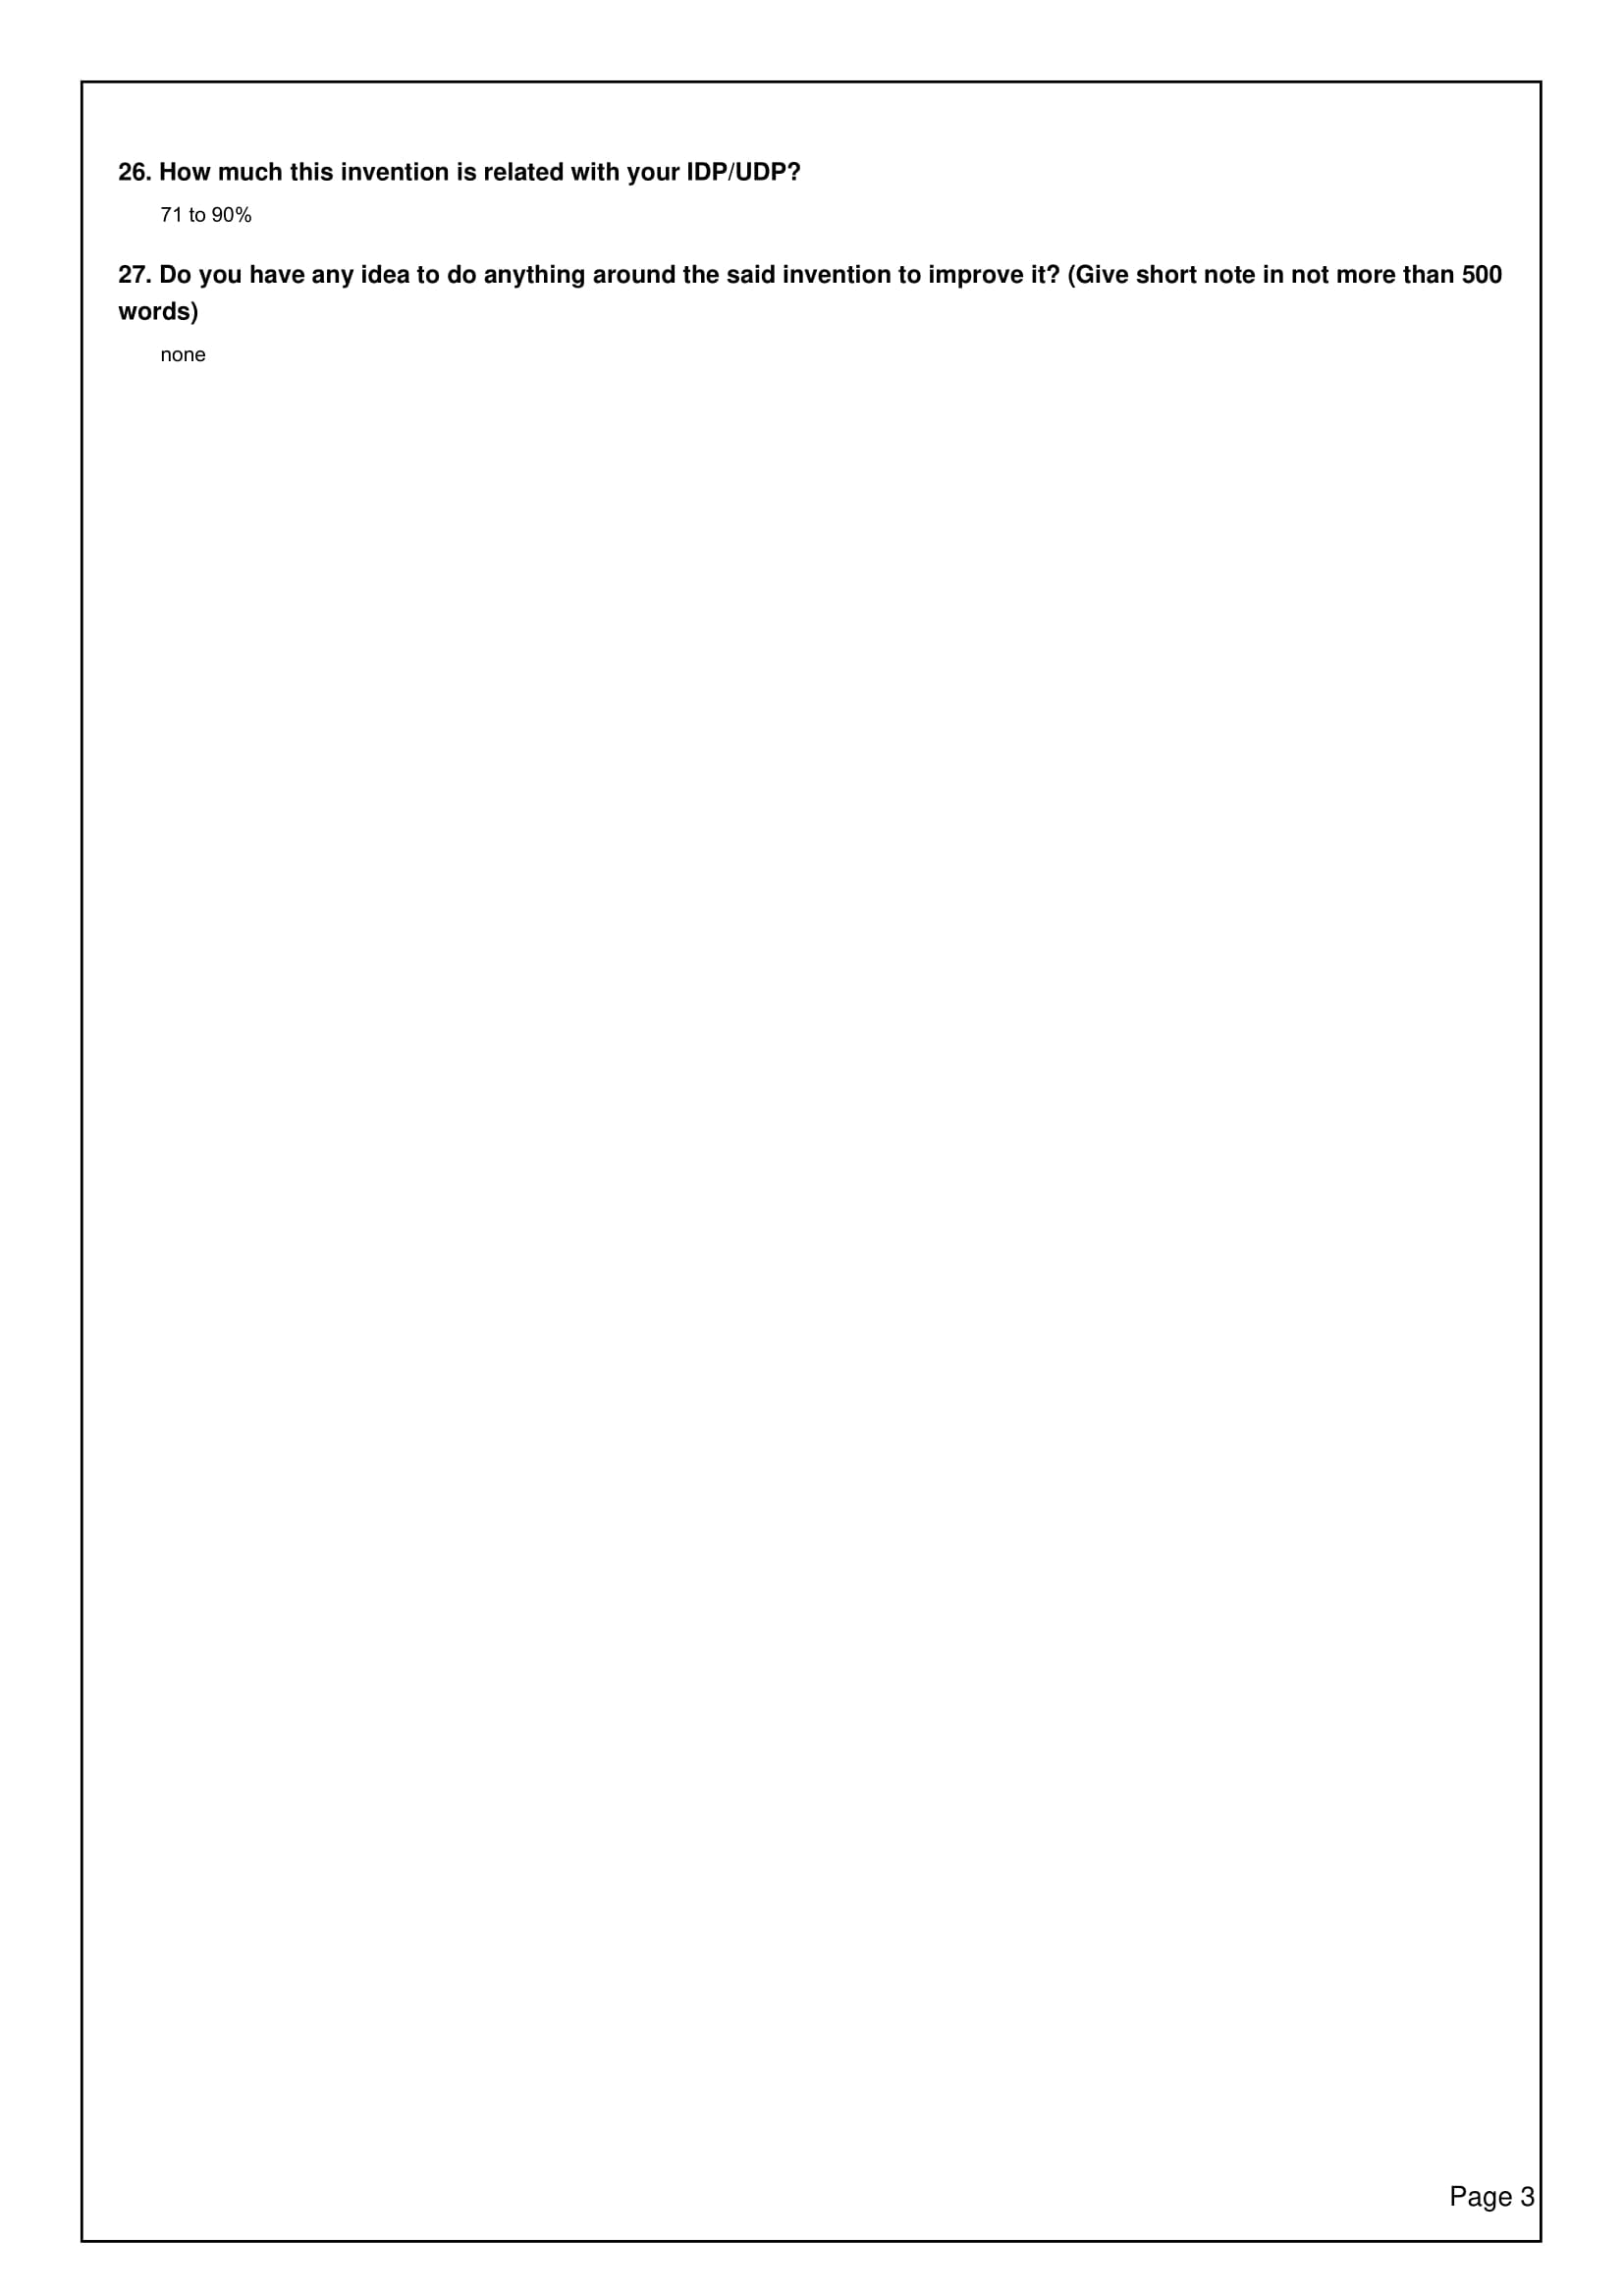 26. How much this invention is related with your IDP/UDP?
71 to 90%
27. Do you have any idea to do anything around the said invention to improve it? (Give short note in not more than 500
words)
none
Page 3